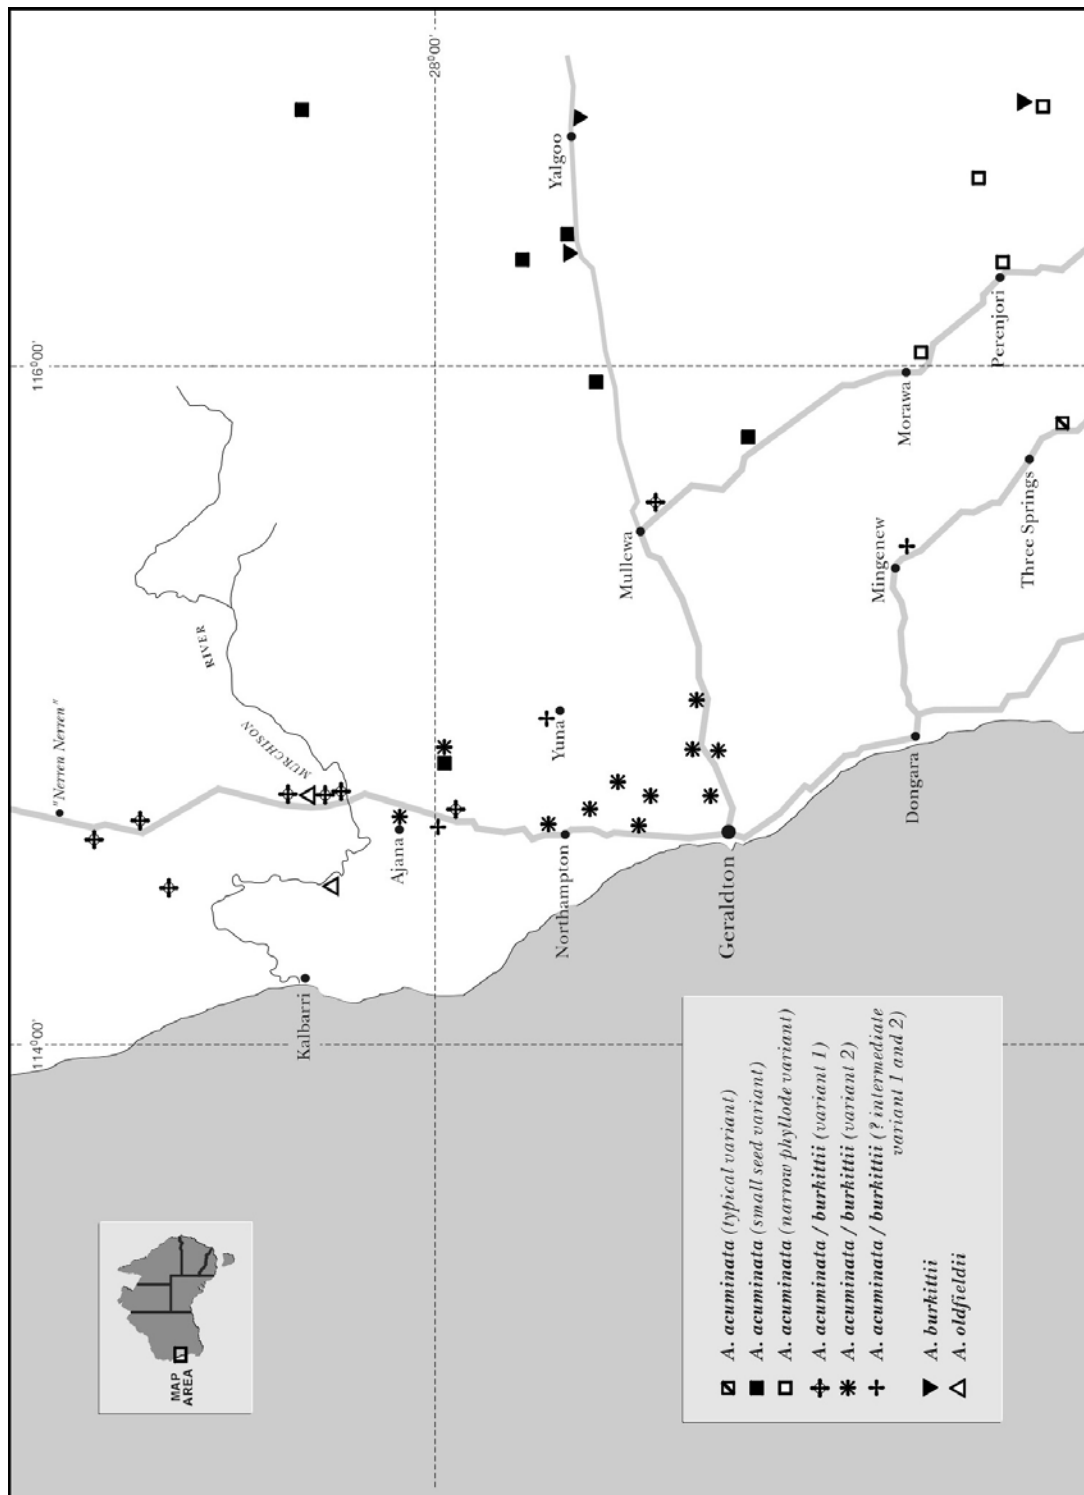 114°00'
116°00'
28°00'
"Nerren Nerren"
MURCHISON
RIVER
Kalbarri
Ajana
Northampton
Yuna
Geraldton
Mullewa
Yalgoo
Dongara
Mingenew
Morawa
Three Springs
Perenjori
MAP
AREA
A. acuminata (typical variant)
A. acuminata (small seed variant)
A. acuminata (narrow phyllode variant)
A. acuminata / burkittii (variant 1)
A. acuminata / burkittii (variant 2)
A. acuminata / burkittii (? intermediate
variant 1 and 2)
A. burkittii
A. oldfieldii